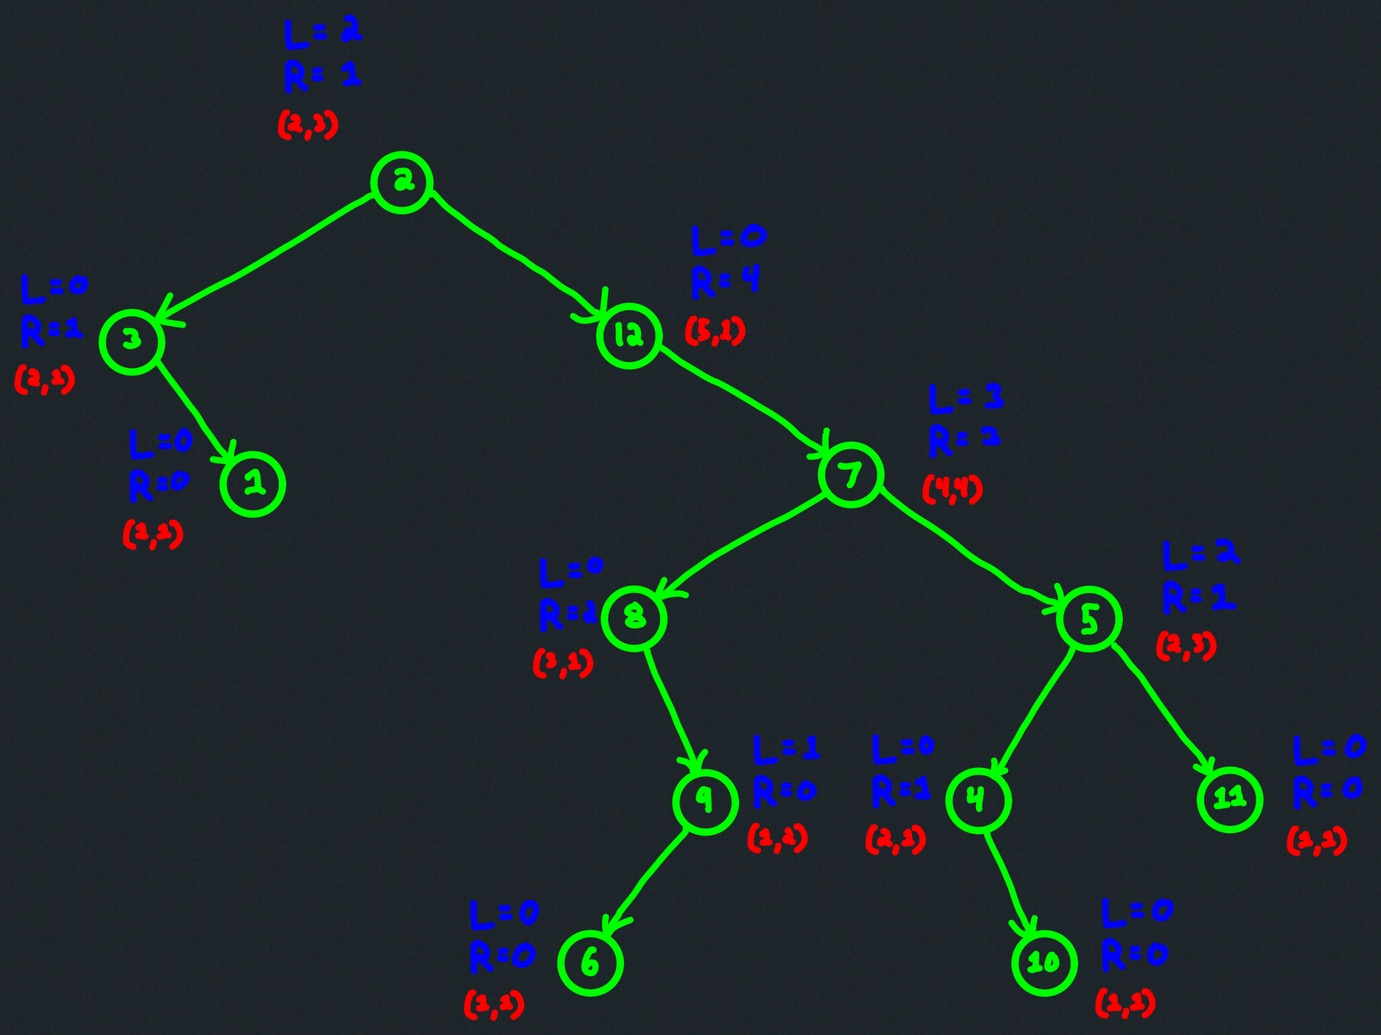 L=2
R=1
(2,3)
2
L=0
R=4
(5,1)
12
L=0
R=1
(2,1)
3
L=3
R=3
(4,4)
7
L=0
R=0
(1,1)
1
L=0
R=2
(3,1)
8
L=2
R=1
(2,3)
5
L=1
R=0
(1,2)
9
L=0
R=1
(2,1)
4
L=0
R=0
(1,1)
11
L=0
R=0
(1,1)
6
L=0
R=0
(1,1)
10